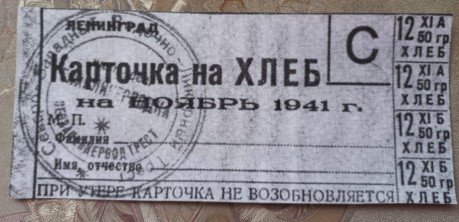 ЛЕНИНГРАД
Карточка на ХЛЕБ
на НОЯБРЬ 1941 г.
С
М. П.
Фамилия
Имя, отчество
ПРИ УТЕРЕ КАРТОЧКА НЕ ВОЗОБНОВЛЯЕТСЯ
12 XI А
50 гр
ХЛЕБ
12 XI А
50 гр
ХЛЕБ
12 XI Б
50 гр
ХЛЕБ
12 XI Б
50 гр
ХЛЕБ